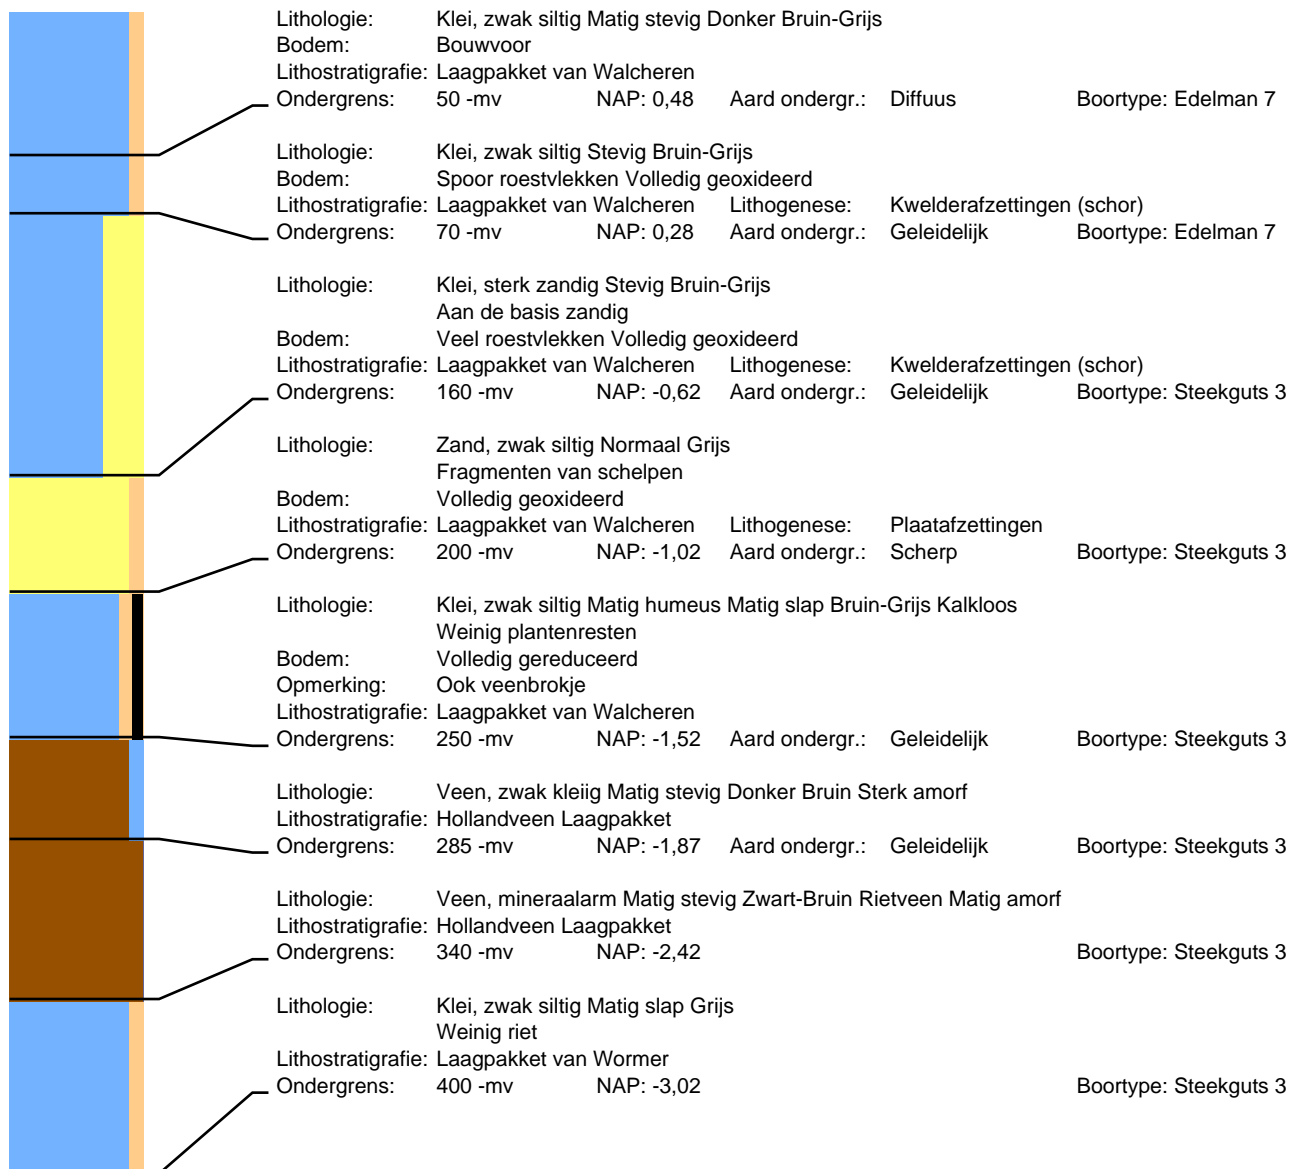 Lithologie: Klei, zwak siltig Matig stevig Donker Bruin-Grijs
Bodem: Bouwvoor
Lithostratigrafie: Laagpakket van Walcheren
Ondergrens: 50 -mv NAP: 0,48 Aard ondergr.: Diffuus Boortype: Edelman 7
Lithologie: Klei, zwak siltig Stevig Bruin-Grijs
Bodem: Spoor roestvlekken Volledig geoxideerd
Lithostratigrafie: Laagpakket van Walcheren Lithogenese: Kwelderafzettingen (schor)
Ondergrens: 70 -mv NAP: 0,28 Aard ondergr.: Geleidelijk Boortype: Edelman 7
Lithologie: Klei, sterk zandig Stevig Bruin-Grijs
Aan de basis zandig
Bodem: Veel roestvlekken Volledig geoxideerd
Lithostratigrafie: Laagpakket van Walcheren Lithogenese: Kwelderafzettingen (schor)
Ondergrens: 160 -mv NAP: -0,62 Aard ondergr.: Geleidelijk Boortype: Steekguts 3
Lithologie: Zand, zwak siltig Normaal Grijs
Fragmenten van schelpen
Bodem: Volledig geoxideerd
Lithostratigrafie: Laagpakket van Walcheren Lithogenese: Plaatafzettingen
Ondergrens: 200 -mv NAP: -1,02 Aard ondergr.: Scherp Boortype: Steekguts 3
Lithologie: Klei, zwak siltig Matig humeus Matig slap Bruin-Grijs Kalkloos
Weinig plantenresten
Bodem: Volledig gereduceerd
Opmerking: Ook veenbrokje
Lithostratigrafie: Laagpakket van Walcheren
Ondergrens: 250 -mv NAP: -1,52 Aard ondergr.: Geleidelijk Boortype: Steekguts 3
Lithologie: Veen, zwak kleiig Matig stevig Donker Bruin Sterk amorf
Lithostratigrafie: Hollandveen Laagpakket
Ondergrens: 285 -mv NAP: -1,87 Aard ondergr.: Geleidelijk Boortype: Steekguts 3
Lithologie: Veen, mineraalarm Matig stevig Zwart-Bruin Rietveen Matig amorf
Lithostratigrafie: Hollandveen Laagpakket
Ondergrens: 340 -mv NAP: -2,42 Boortype: Steekguts 3
Lithologie: Klei, zwak siltig Matig slap Grijs
Weinig riet
Lithostratigrafie: Laagpakket van Wormer
Ondergrens: 400 -mv NAP: -3,02 Boortype: Steekguts 3